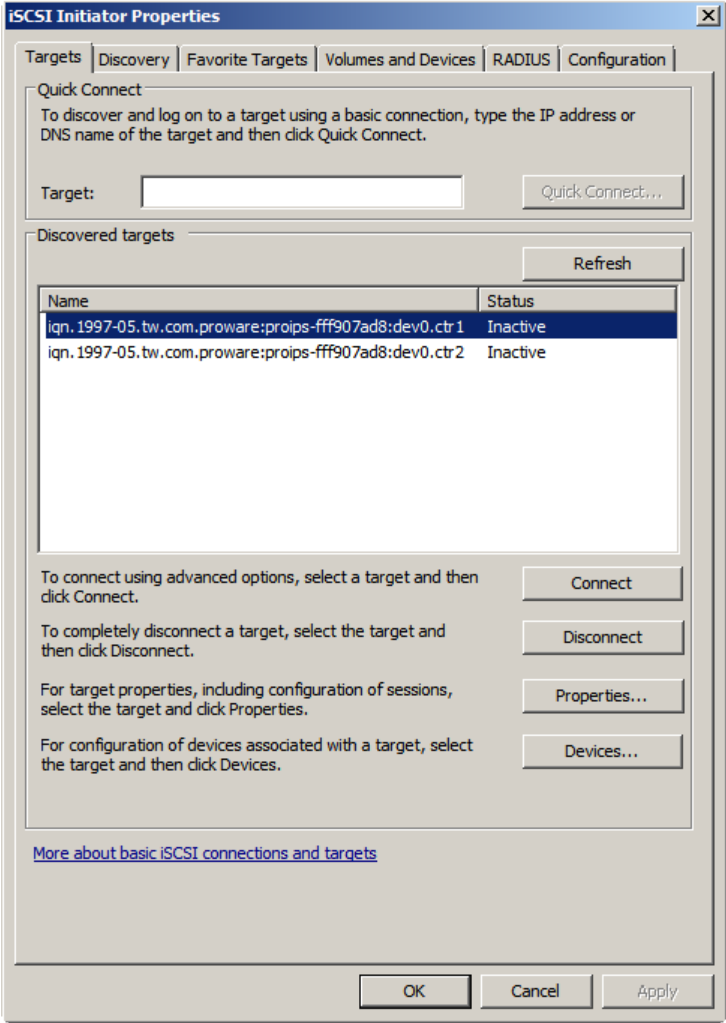 iSCSI Initiator Properties
Targets Discovery Favorite Targets Volumes and Devices RADIUS Configuration
Quick Connect
To discover and log on to a target using a basic connection, type the IP address or
DNS name of the target and then click Quick Connect.
Target: Quick Connect...
Discovered targets
Refresh
Name Status
iqn.1997-05.tw.com.proware:proips-fff907ad8:dev0.ctr1 Inactive
iqn.1997-05.tw.com.proware:proips-fff907ad8:dev0.ctr2 Inactive
To connect using advanced options, select a target and then
click Connect.
Connect
To completely disconnect a target, select the target and
then click Disconnect.
Disconnect
For target properties, including configuration of sessions,
select the target and click Properties.
Properties...
For configuration of devices associated with a target, select
the target and then click Devices.
Devices...
More about basic iSCSI connections and targets
OK Cancel Apply